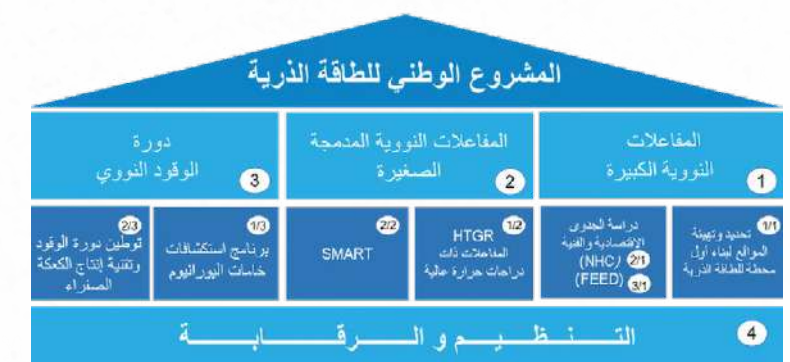 المشروع الوطني للطاقة الذرية
المفاعلات
النووية الكبيرة
1
المفاعلات النووية المدمجة
الصغيرة
2
دورة
الوقود النووي
3
1/1
تحديد وتهيئة
المواقع لبناء أول
محطة للطاقة الذرية
دراسة الجدوى
الإقتصادية والفنية
(NHC) 2/1
(FEED) 3/1
1/2
HTGR
المفاعلات ذات
درجات حرارة عالية
2/2
SMART
1/3
برنامج استكشافات
خامات اليورانيوم
2/3
توطين دورة الوقود
وتقنية إنتاج الكعكة
الصفراء
4
التـنـظـيـم والـرقـابـة